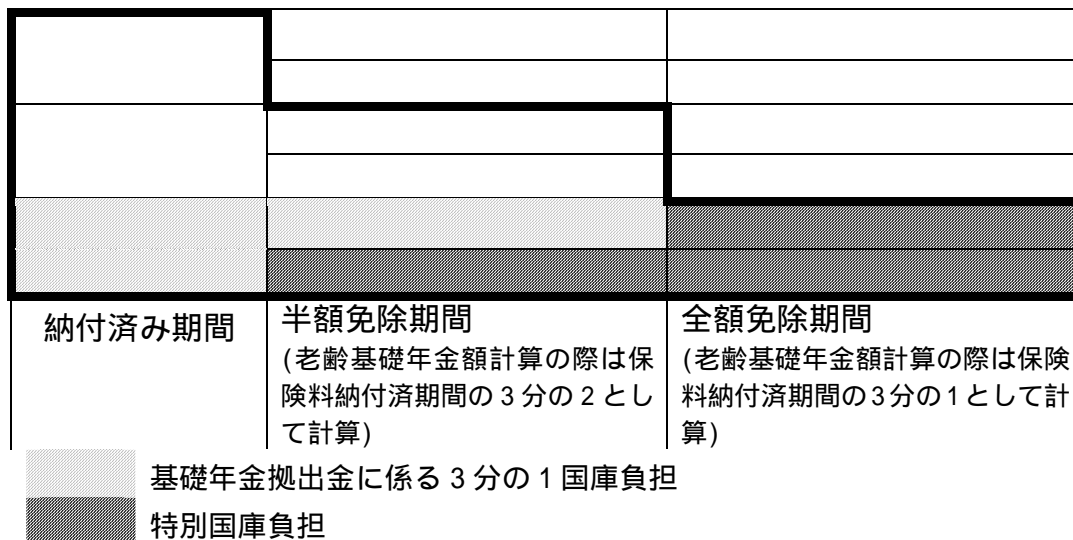 納付済み期間
半額免除期間
(老齢基礎年金額計算の際は保
険料納付済期間の3分の2とし
て計算)
全額免除期間
(老齢基礎年金額計算の際は保険
料納付済期間の3分の1として計
算)
基礎年金拠出金に係る3分の1国庫負担
特別国庫負担